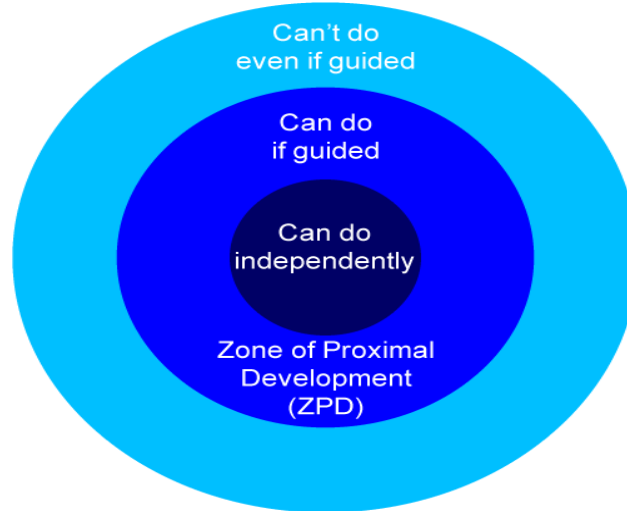 Can't do
even if guided
Can do
if guided
Can do
independently
Zone of Proximal
Development
(ZPD)